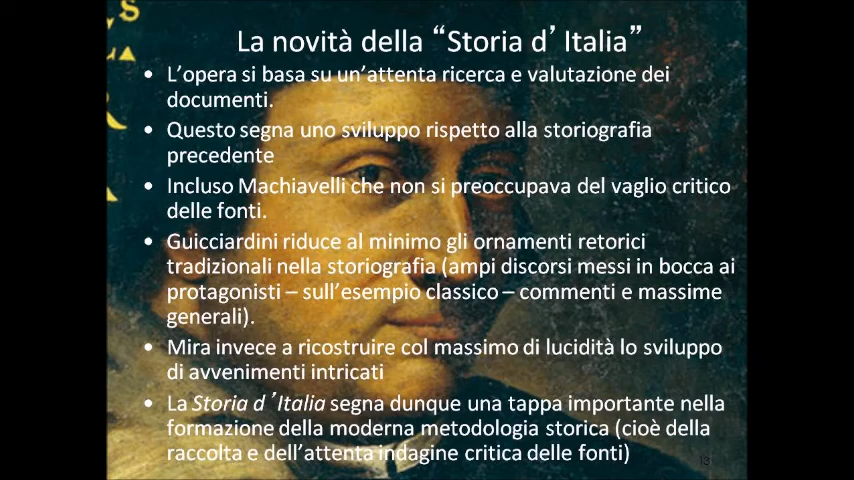 La novità della “Storia d’Italia”
• L’opera si basa su un’attenta ricerca e valutazione dei
documenti.
• Questo segna uno sviluppo rispetto alla storiografia
precedente
• Incluso Machiavelli che non si preoccupava del vaglio critico
delle fonti.
• Guicciardini riduce al minimo gli ornamenti retorici
tradizionali nella storiografia (ampi discorsi messi in bocca ai
protagonisti – sull’esempio classico – commenti e massime
generali).
• Mira invece a ricostruire col massimo di lucidità lo sviluppo
di avvenimenti intricati
• La Storia d’Italia segna dunque una tappa importante nella
formazione della moderna metodologia storica (cioè della
raccolta e dell’attenta indagine critica delle fonti)
13